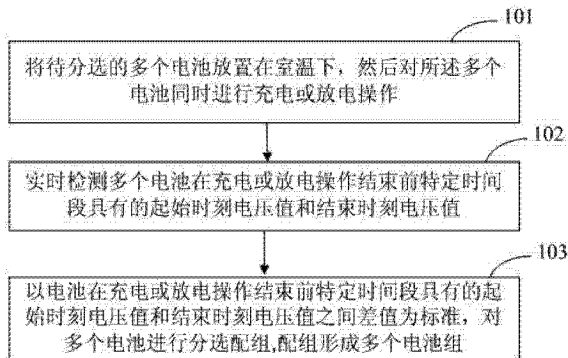 101
将待分选的多个电池放置在室温下，然后对所述多个
电池同时进行充电或放电操作
102
实时检测多个电池在充电或放电操作结束前特定时间
段具有的起始时刻电压值和结束时刻电压值
103
以电池在充电或放电操作结束前特定时间段具有的起
始时刻电压值和结束时刻电压值之间差值为标准，对
多个电池进行分选配组,配组形成多个电池组